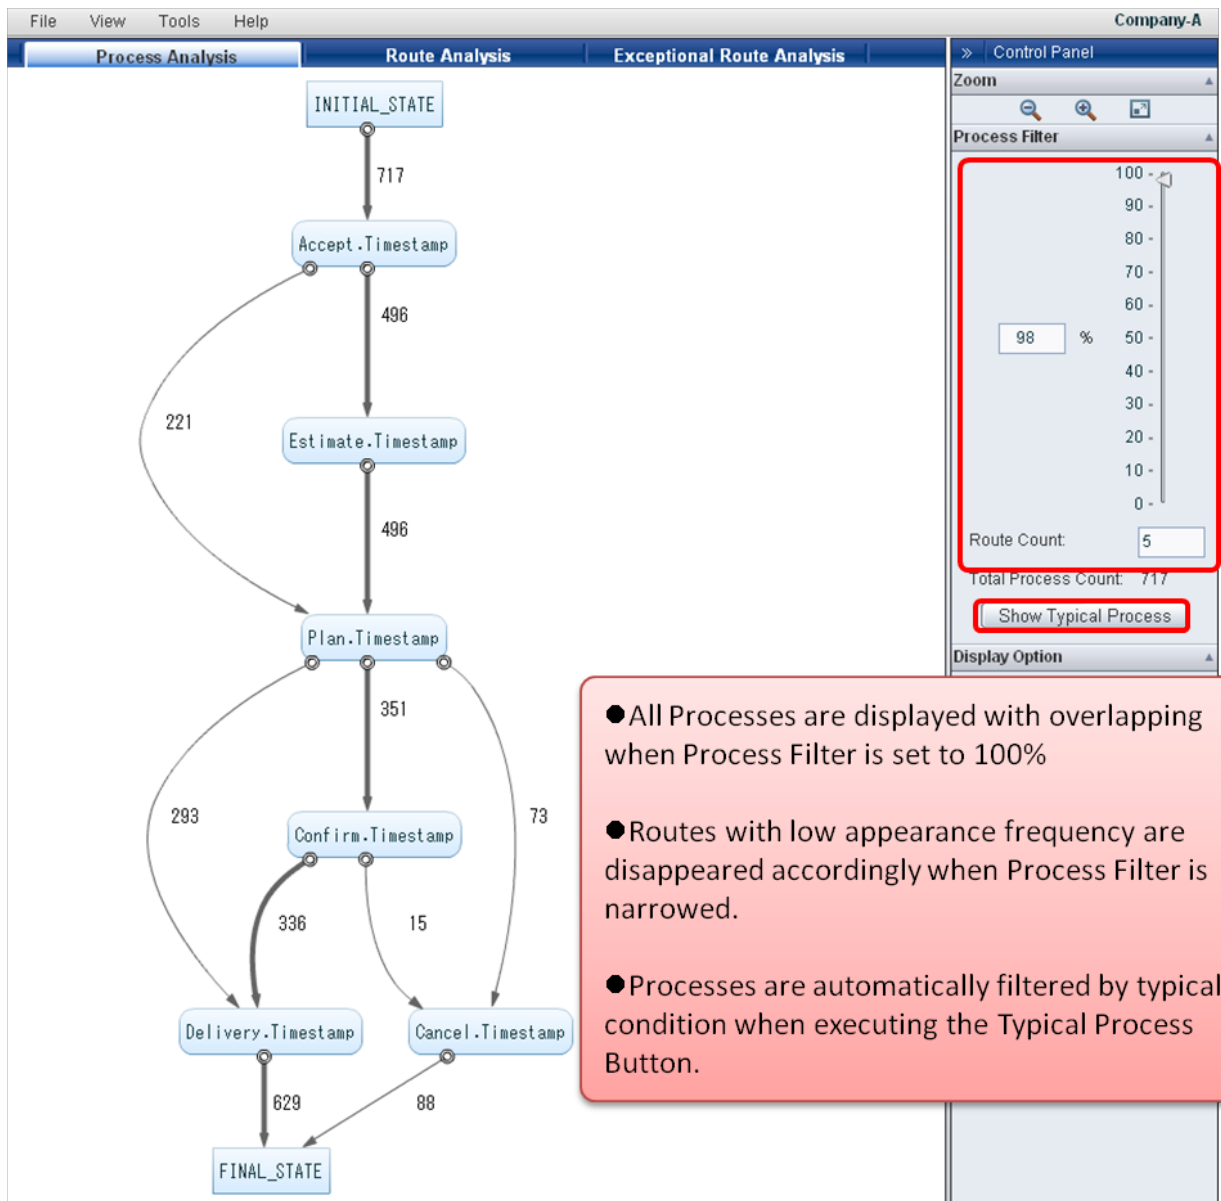 File View Tools Help Company-A
Process Analysis Route Analysis Exceptional Route Analysis
» Control Panel
Zoom
Process Filter
100 -
90 -
80 -
70 -
60 -
98 % 50 -
40 -
30 -
20 -
10 -
0 -
Route Count: 5
Total Process Count: 717
Show Typical Process
Display Option
INITIAL_STATE
717
Accept.Timestamp
496
221
Estimate.Timestamp
496
Plan.Timestamp
351
293
73
Confirm.Timestamp
336
15
Delivery.Timestamp
Cancel.Timestamp
629
88
FINAL_STATE
●All Processes are displayed with overlapping
when Process Filter is set to 100%
●Routes with low appearance frequency are
disappeared accordingly when Process Filter is
narrowed.
●Processes are automatically filtered by typical
condition when executing the Typical Process
Button.